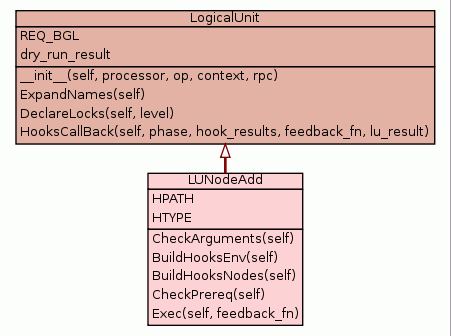 LogicalUnit
REQ_BGL
dry_run_result
__init__(self, processor, op, context, rpc)
ExpandNames(self)
DeclareLocks(self, level)
HooksCallBack(self, phase, hook_results, feedback_fn, lu_result)
LUNodeAdd
HPATH
HTYPE
CheckArguments(self)
BuildHooksEnv(self)
BuildHooksNodes(self)
CheckPrereq(self)
Exec(self, feedback_fn)